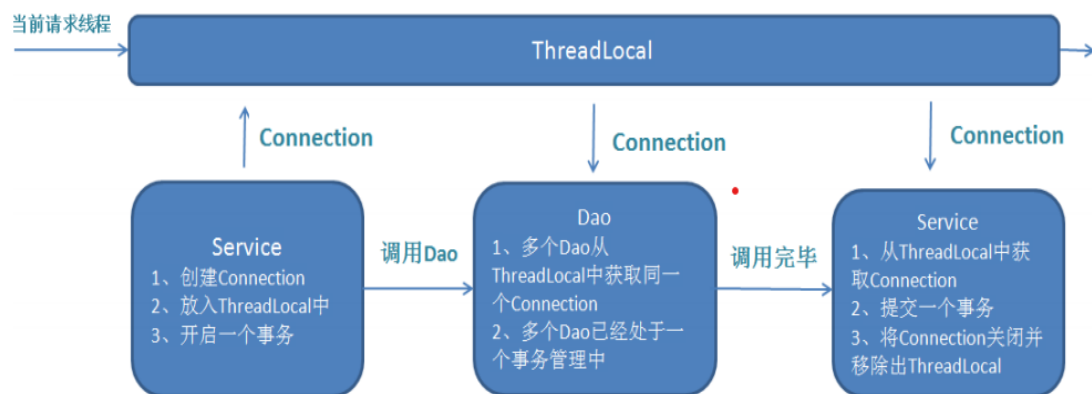 当前请求线程
ThreadLocal
Connection
Connection
Connection
Service
1、创建Connection
2、放入ThreadLocal中
3、开启一个事务
调用Dao
Dao
1、多个Dao从
ThreadLocal中获取同一
个Connection
2、多个Dao已经处于一
个事务管理中
调用完毕
Service
1、从ThreadLocal中获
取Connection
2、提交一个事务
3、将Connection关闭并
移除出ThreadLocal